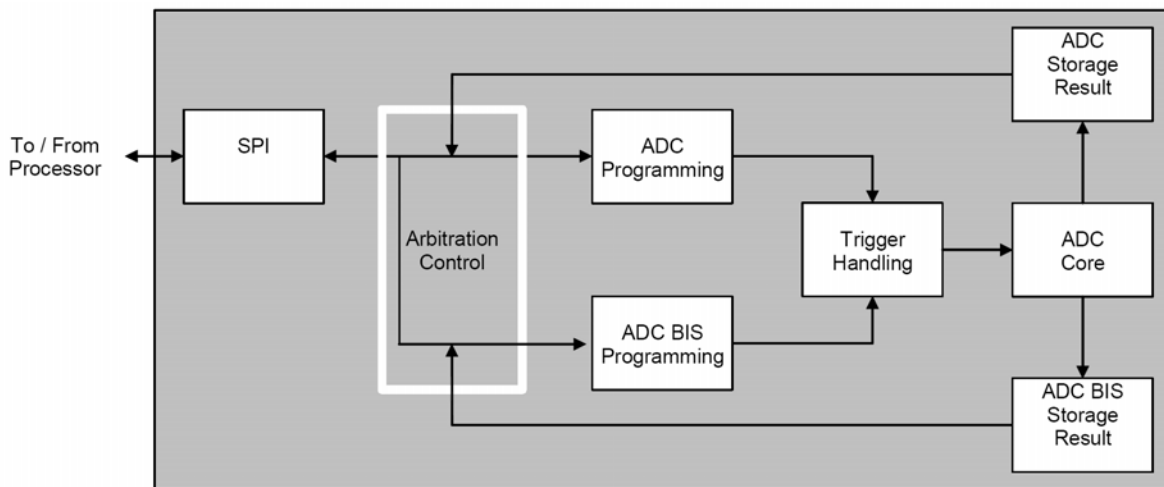 To / From
Processor
SPI
Arbitration
Control
ADC
Programming
ADC BIS
Programming
Trigger
Handling
ADC
Core
ADC
Storage
Result
ADC BIS
Storage
Result